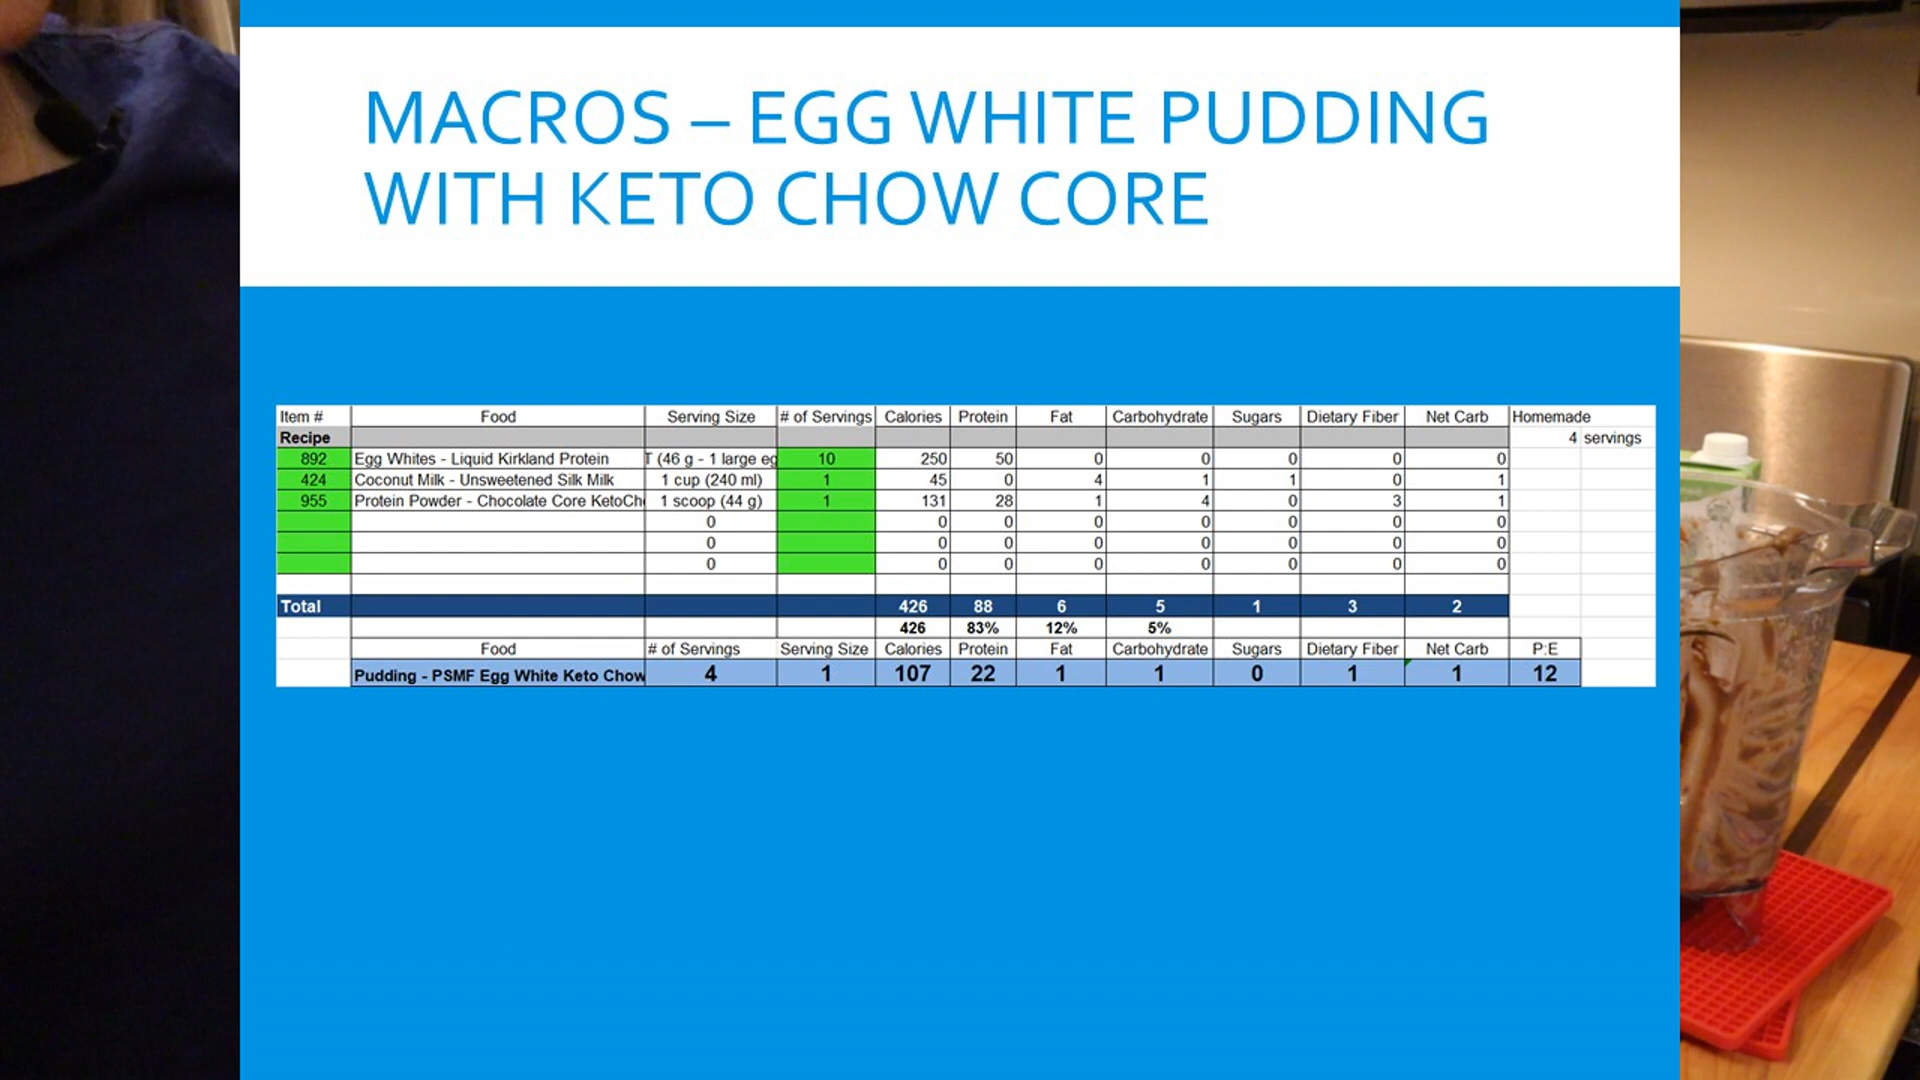 MACROS – EGG WHITE PUDDING
WITH KETO CHOW CORE
Item # Food Serving Size # of Servings Calories Protein Fat Carbohydrate Sugars Dietary Fiber Net Carb Homemade
Recipe 4 servings
892 Egg Whites - Liquid Kirkland Protein T (46 g - 1 large eg 10 250 50 0 0 0 0 0
424 Coconut Milk - Unsweetened Silk Milk 1 cup (240 ml) 1 45 0 4 1 1 0 1
955 Protein Powder - Chocolate Core KetoCh 1 scoop (44 g) 1 131 28 1 4 0 3 1
0 0 0 0 0 0 0 0
0 0 0 0 0 0 0 0
0 0 0 0 0 0 0 0
Total 426 88 6 5 1 3 2
426 83% 12% 5%
Food # of Servings Serving Size Calories Protein Fat Carbohydrate Sugars Dietary Fiber Net Carb P:E
Pudding - PSMF Egg White Keto Chow 4 1 107 22 1 1 0 1 1 12